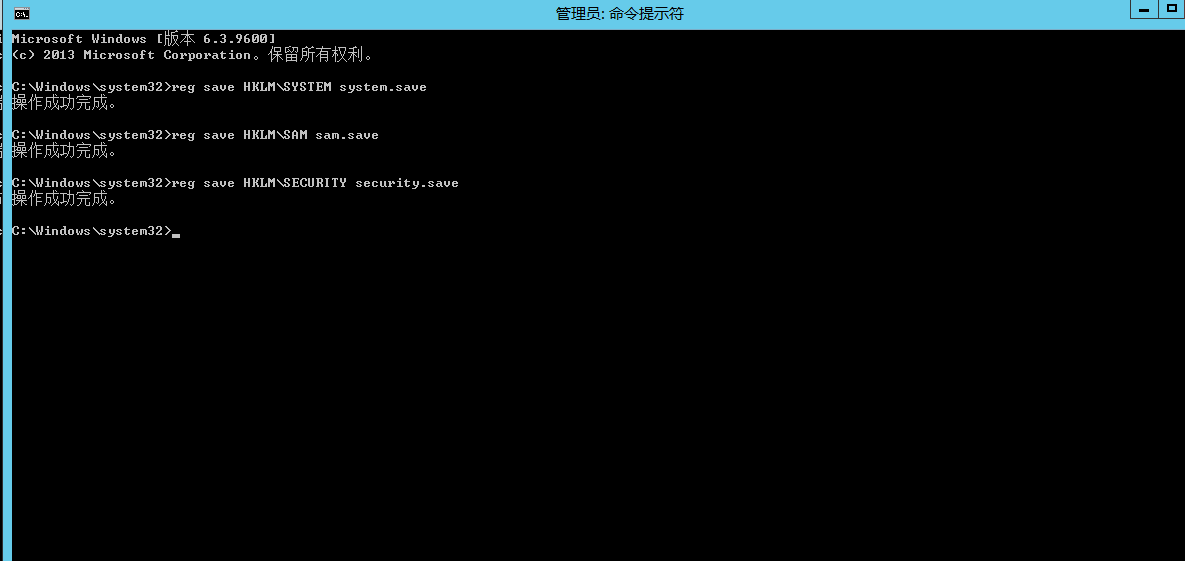 管理员: 命令提示符
Microsoft Windows [版本 6.3.9600]
(c) 2013 Microsoft Corporation。保留所有权利。
C:\Windows\system32>reg save HKLM\SYSTEM system.save
操作成功完成。
C:\Windows\system32>reg save HKLM\SAM sam.save
操作成功完成。
C:\Windows\system32>reg save HKLM\SECURITY security.save
操作成功完成。
C:\Windows\system32>